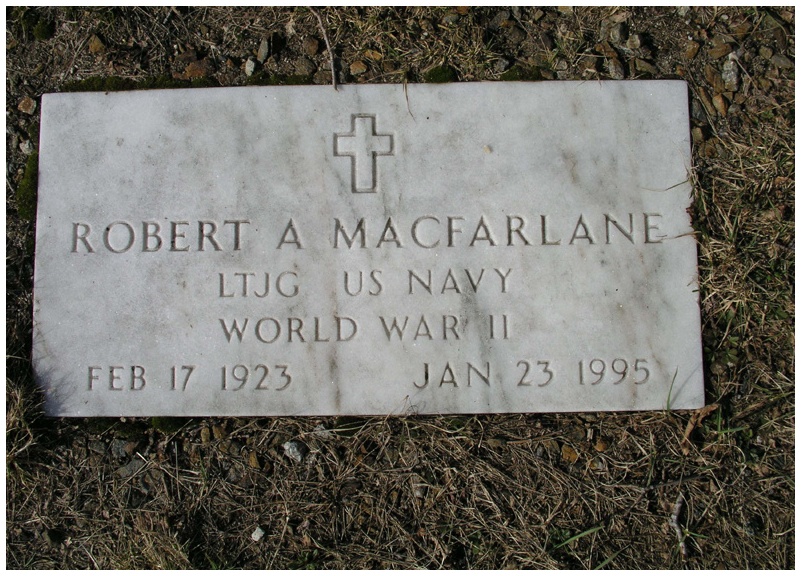 ROBERT A MACFARLANE
LTJG US NAVY
WORLD WAR II
FEB 17 1923 JAN 23 1995